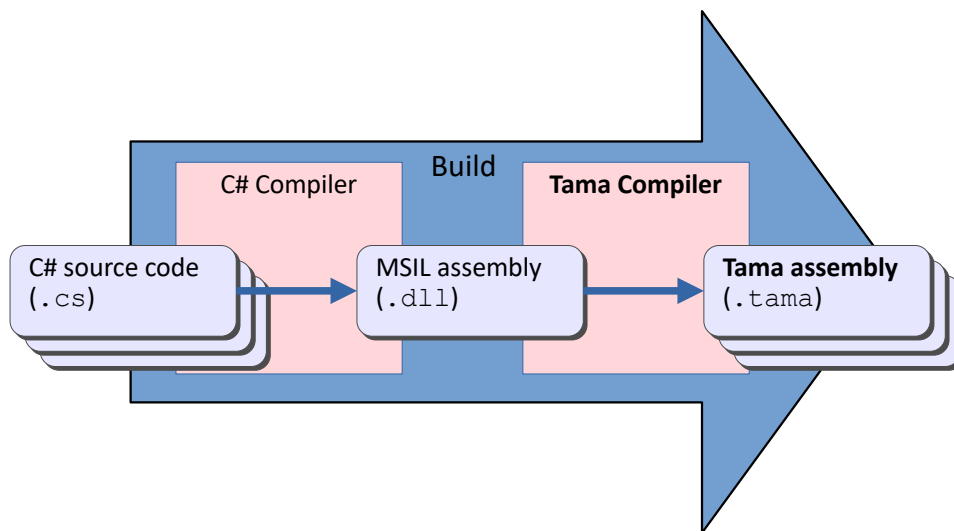 Build
C# Compiler
Tama Compiler
C# source code
(.cs)
MSIL assembly
(.dll)
Tama assembly
(.tama)